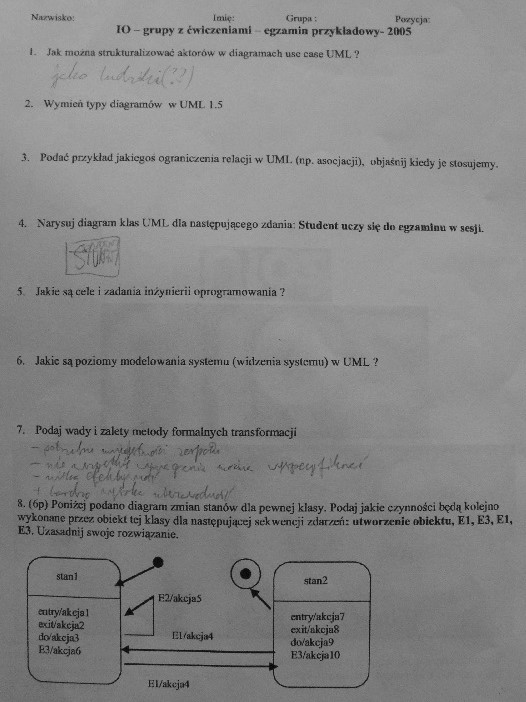 Nazwisko: Imię: Grupa : Pozycja:
IO – grupy z ćwiczeniami – egzamin przykładowy- 2005
1. Jak można strukturalizować aktorów w diagramach use case UML ?
jako ludzików(??)
2. Wymień typy diagramów w UML 1.5
3. Podać przykład jakiegoś ograniczenia relacji w UML (np. asocjacji), objaśnij kiedy je stosujemy.
4. Narysuj diagram klas UML dla następującego zdania: Student uczy się do egzaminu w sesji.
STUDENT
5. Jakie są cele i zadania inżynierii oprogramowania ?
6. Jakie są poziomy modelowania systemu (widzenia systemu) w UML ?
7. Podaj wady i zalety metody formalnych transformacji
- potrzebne umiejętności zespołu
- nie wszystkie wymagania można wyspecyfikować
+ bardzo wysoka niezawodność
8. (6p) Poniżej podano diagram zmian stanów dla pewnej klasy. Podaj jakie czynności będą kolejno
wykonane przez obiekt tej klasy dla następującej sekwencji zdarzeń: utworzenie obiektu, E1, E3, E1,
E3. Uzasadnij swoje rozwiązanie.
stan1
entry/akcja1
exit/akcja2
do/akcja3
E3/akcja6
E2/akcja5
E1/akcja4
E1/akcja4
stan2
entry/akcja7
exit/akcja8
do/akcja9
E3/akcja10